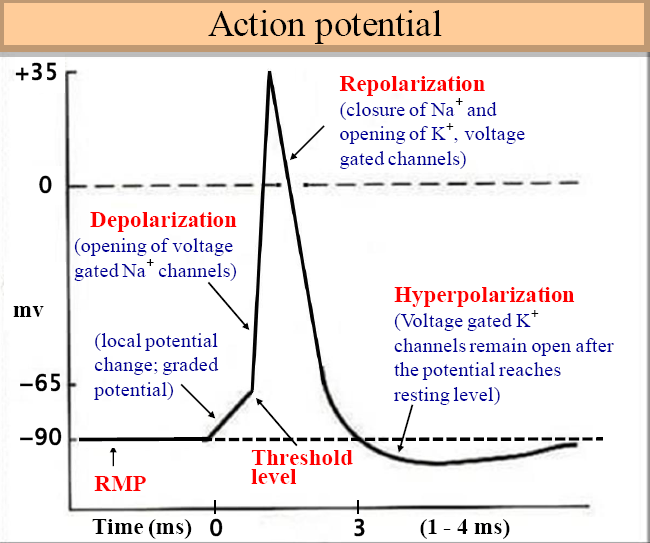 Action potential
+35
Repolarization
(closure of Na+ and
opening of K+, voltage
gated channels)
0
Depolarization
(opening of voltage
gated Na+ channels)
Hyperpolarization
(Voltage gated K+
channels remain open after
the potential reaches
resting level)
mv
(local potential
change; graded
potential)
−65
−90
Threshold
level
RMP
Time (ms) 0 3 (1 - 4 ms)